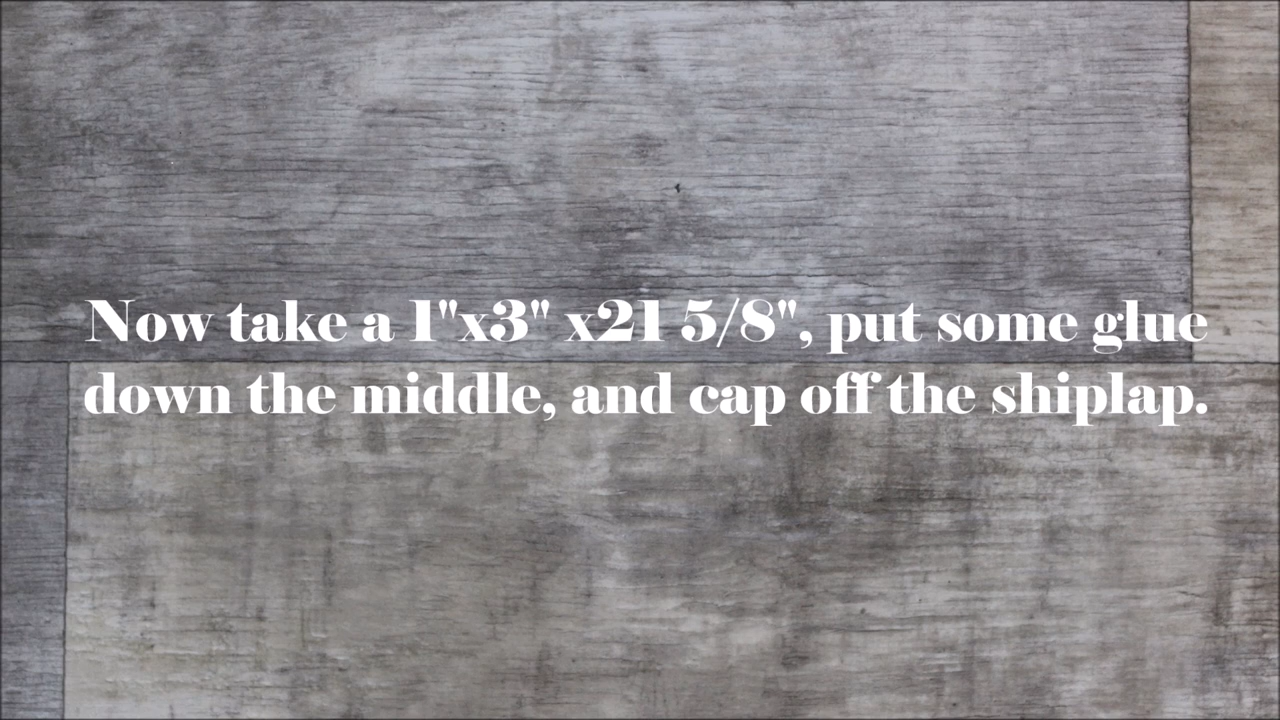 Now take a 1"x3" x21 5/8", put some glue
down the middle, and cap off the shiplap.